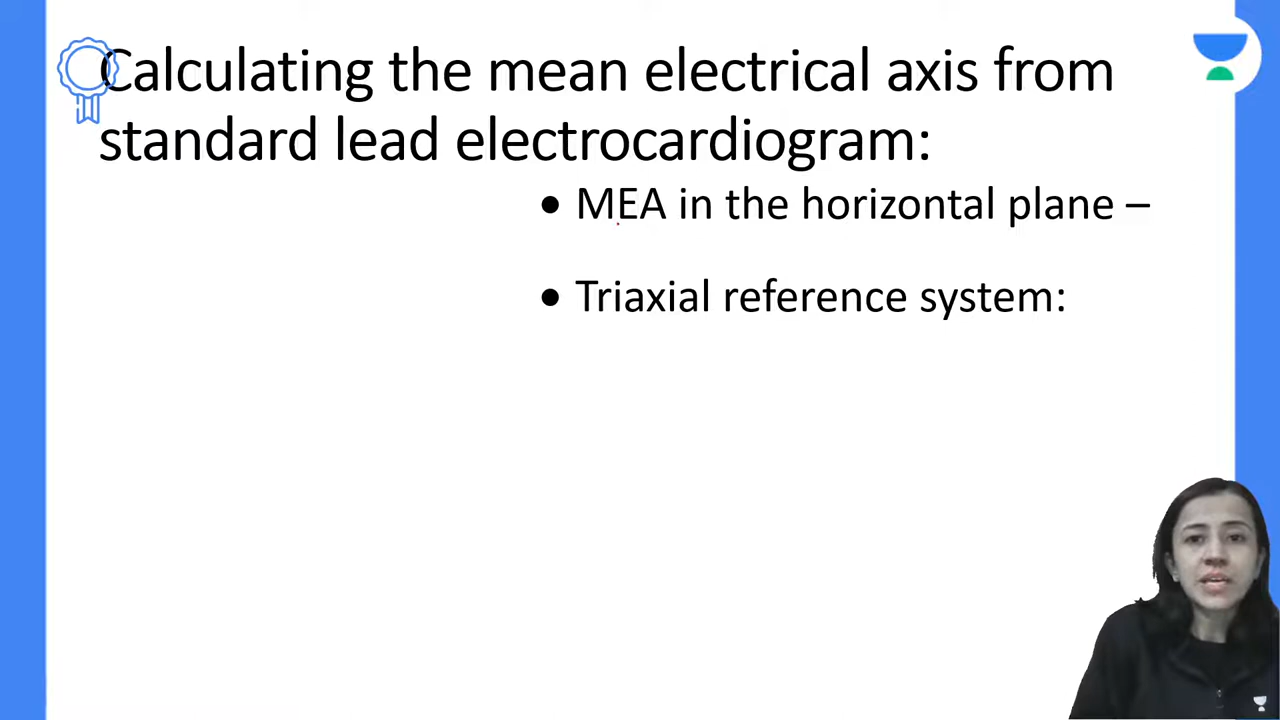 Calculating the mean electrical axis from
standard lead electrocardiogram:
• MEA in the horizontal plane –
• Triaxial reference system: